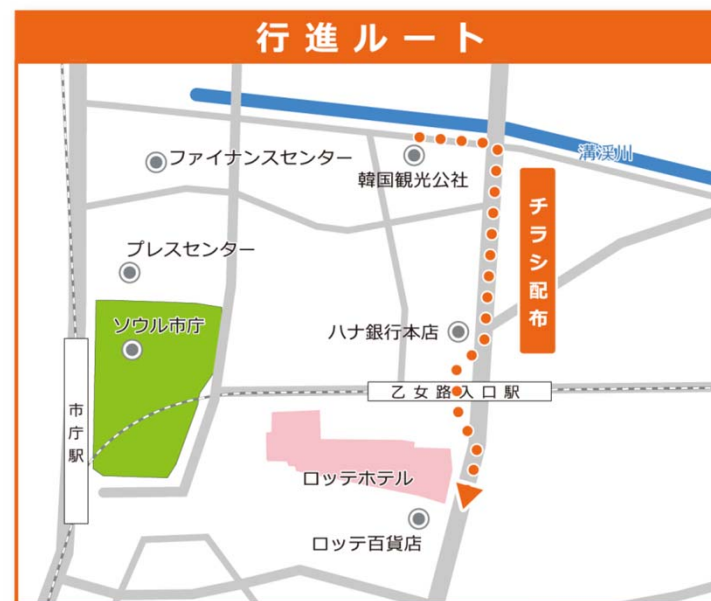 行進ルート
溝渓川
ファイナンスセンター
韓国観光公社
チラシ配布
プレスセンター
ソウル市庁
ハナ銀行本店
乙女路入口駅
市庁駅
ロッテホテル
ロッテ百貨店